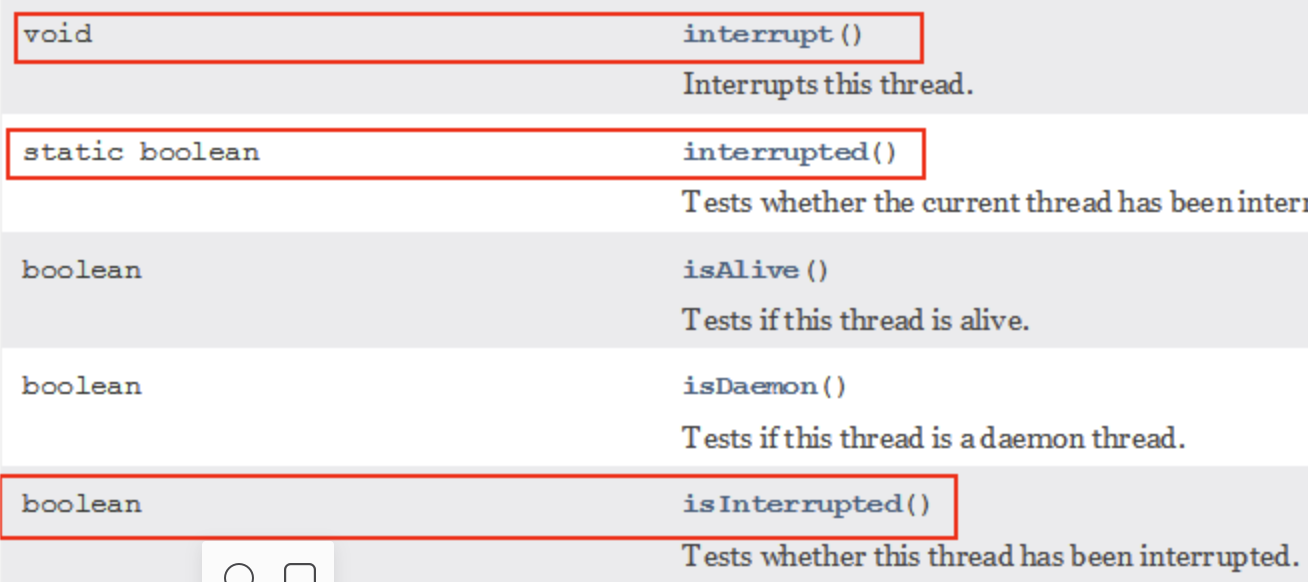 void interrupt()
Interrupts this thread.
static boolean interrupted()
Tests whether the current thread has been
boolean isAlive()
Tests if this thread is alive.
boolean isDaemon()
Tests if this thread is a daemon thread.
boolean isInterrupted()
Tests whether this thread has been interrupted.